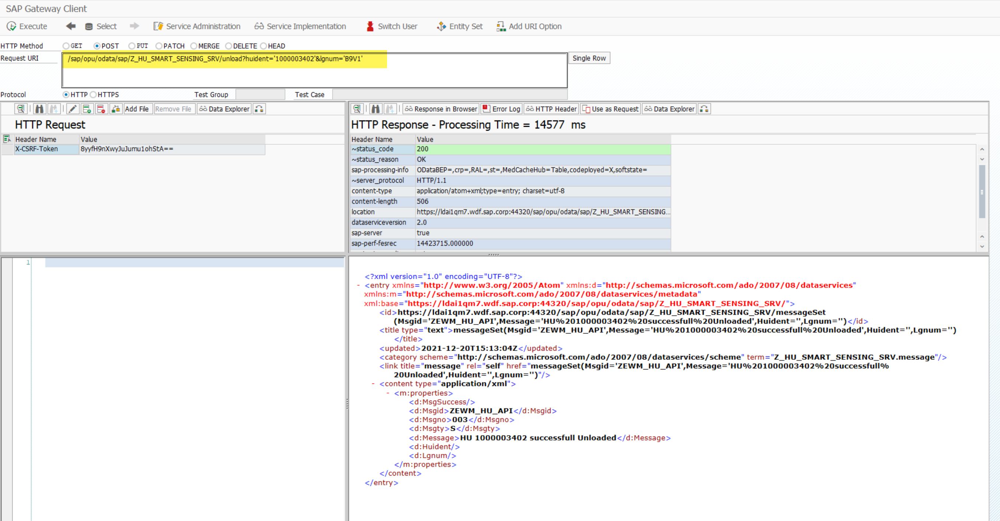 SAP Gateway Client
Execute Select Service Administration Service Implementation Switch User Entity Set Add URI Option
HTTP Method GET POST PUT PATCH MERGE DELETE HEAD
Request URI /sap/opu/odata/sap/Z_HU_SMART_SENSING_SRV/unload?huident='1000003402'&lgnum='B9V1' Single Row
Protocol HTTP HTTPS Test Group Test Case
Add File Remove File Data Explorer
HTTP Request
Header Name Value
X-CSRF-Token 8yyfH9nXwyJuJumu1ohStA==
1
Response in Browser Error Log HTTP Header Use as Request Data Explorer
HTTP Response - Processing Time = 14577 ms
Header Name Value
~status_code 200
~status_reason OK
sap-processing-info ODataBEP=,crp=,RAL=,st=,MedCacheHub=Table,codeployed=X,softstate=
~server_protocol HTTP/1.1
content-type application/atom+xml;type=entry; charset=utf-8
content-length 506
location https://ldai1qm7.wdf.sap.corp:44320/sap/opu/odata/sap/Z_HU_SMART_SENSING...
dataserviceversion 2.0
sap-server true
sap-perf-fesrec 14423715.000000
<?xml version="1.0" encoding="UTF-8"?>
- <entry xmlns="http://www.w3.org/2005/Atom" xmlns:d="http://schemas.microsoft.com/ado/2007/08/dataservices"
xmlns:m="http://schemas.microsoft.com/ado/2007/08/dataservices/metadata"
xml:base="https://ldai1qm7.wdf.sap.corp:44320/sap/opu/odata/sap/Z_HU_SMART_SENSING_SRV/">
<id>https://ldai1qm7.wdf.sap.corp:44320/sap/opu/odata/sap/Z_HU_SMART_SENSING_SRV/messageSet
(Msgid='ZEWM_HU_API',Message='HU%201000003402%20successfull%20Unloaded',Huident='',Lgnum='')</id>
<title type="text">messageSet(Msgid='ZEWM_HU_API',Message='HU%201000003402%20successfull%20Unloaded',Huident='',Lgnum='')
</title>
<updated>2021-12-20T15:13:04Z</updated>
<category scheme="http://schemas.microsoft.com/ado/2007/08/dataservices/scheme" term="Z_HU_SMART_SENSING_SRV.message"/>
<link title="message" rel="self" href="messageSet(Msgid='ZEWM_HU_API',Message='HU%201000003402%20successfull%
20Unloaded',Huident='',Lgnum='')"/>
- <content type="application/xml">
- <m:properties>
<d:MsgSuccess/>
<d:Msgid>ZEWM_HU_API</d:Msgid>
<d:Msgno>003</d:Msgno>
<d:Msgty>S</d:Msgty>
<d:Message>HU 1000003402 successfull Unloaded</d:Message>
<d:Huident/>
<d:Lgnum/>
</m:properties>
</content>
</entry>